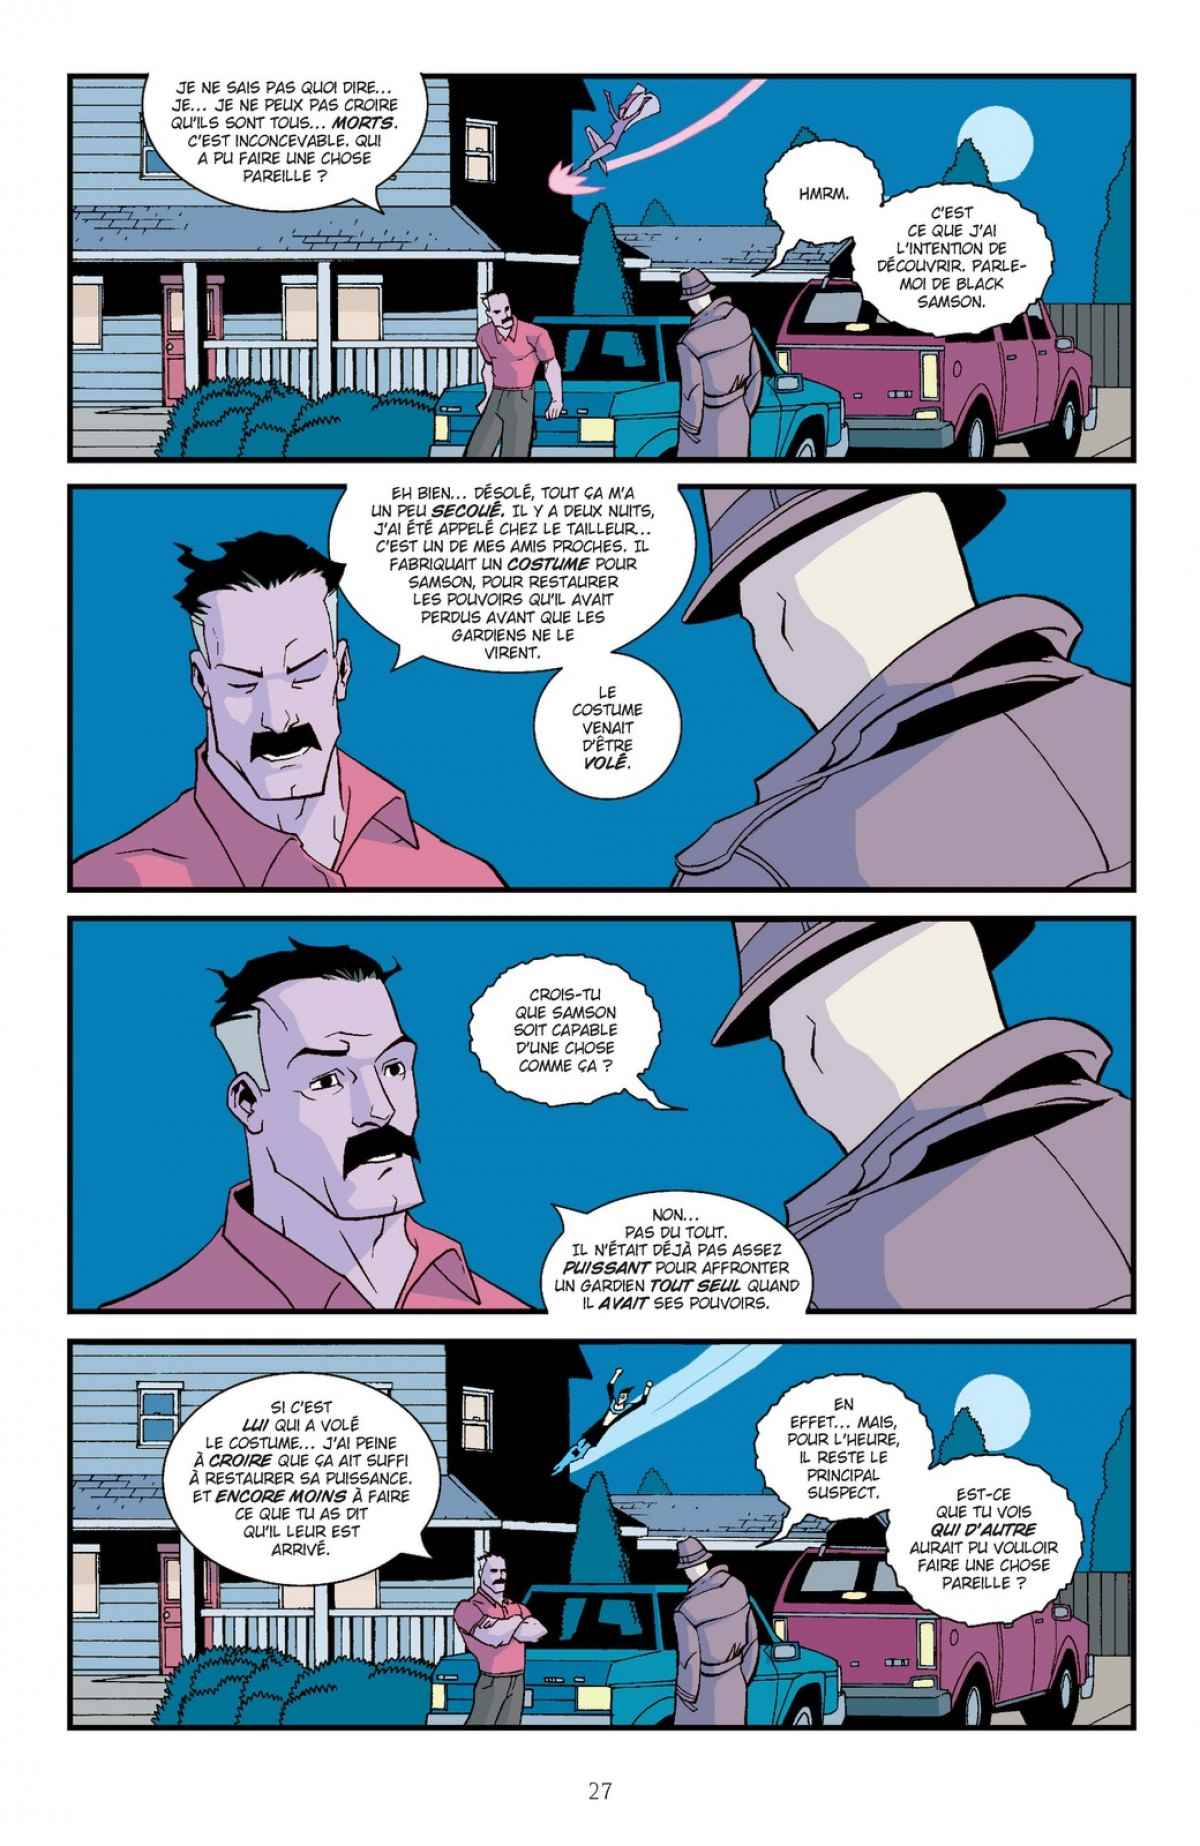 JE NE SAIS PAS QUOI DIRE...
JE... JE NE PEUX PAS CROIRE
QU'ILS SONT TOUS... MORTS.
C'EST INCONCEVABLE. QUI
A PU FAIRE UNE CHOSE
PAREILLE ?
HMRM.
C'EST
CE QUE J'AI
L'INTENTION DE
DÉCOUVRIR. PARLE-
MOI DE BLACK
SAMSON.
EH BIEN... DÉSOLÉ, TOUT ÇA M'A
UN PEU SECOUÉ. IL Y A DEUX NUITS,
J'AI ÉTÉ APPELÉ CHEZ LE TAILLEUR...
C'EST UN DE MES AMIS PROCHES. IL
FABRIQUAIT UN COSTUME POUR
SAMSON, POUR RESTAURER
LES POUVOIRS QU'IL AVAIT
PERDUS AVANT QUE LES
GARDIENS NE LE
VIRENT.
LE
COSTUME
VENAIT
D'ÊTRE
VOLÉ.
CROIS-TU
QUE SAMSON
SOIT CAPABLE
D'UNE CHOSE
COMME ÇA ?
NON...
PAS DU TOUT.
IL N'ÉTAIT DÉJÀ PAS ASSEZ
PUISSANT POUR AFFRONTER
UN GARDIEN TOUT SEUL QUAND
IL AVAIT SES POUVOIRS.
SI C'EST
LUI QUI A VOLÉ
LE COSTUME... J'AI PEINE
À CROIRE QUE ÇA AIT SUFFI
À RESTAURER SA PUISSANCE.
ET ENCORE MOINS À FAIRE
CE QUE TU AS DIT
QU'IL LEUR EST
ARRIVÉ.
EN
EFFET... MAIS,
POUR L'HEURE,
IL RESTE LE
PRINCIPAL
SUSPECT.
EST-CE
QUE TU VOIS
QUI D'AUTRE
AURAIT PU VOULOIR
FAIRE UNE CHOSE
PAREILLE ?
27